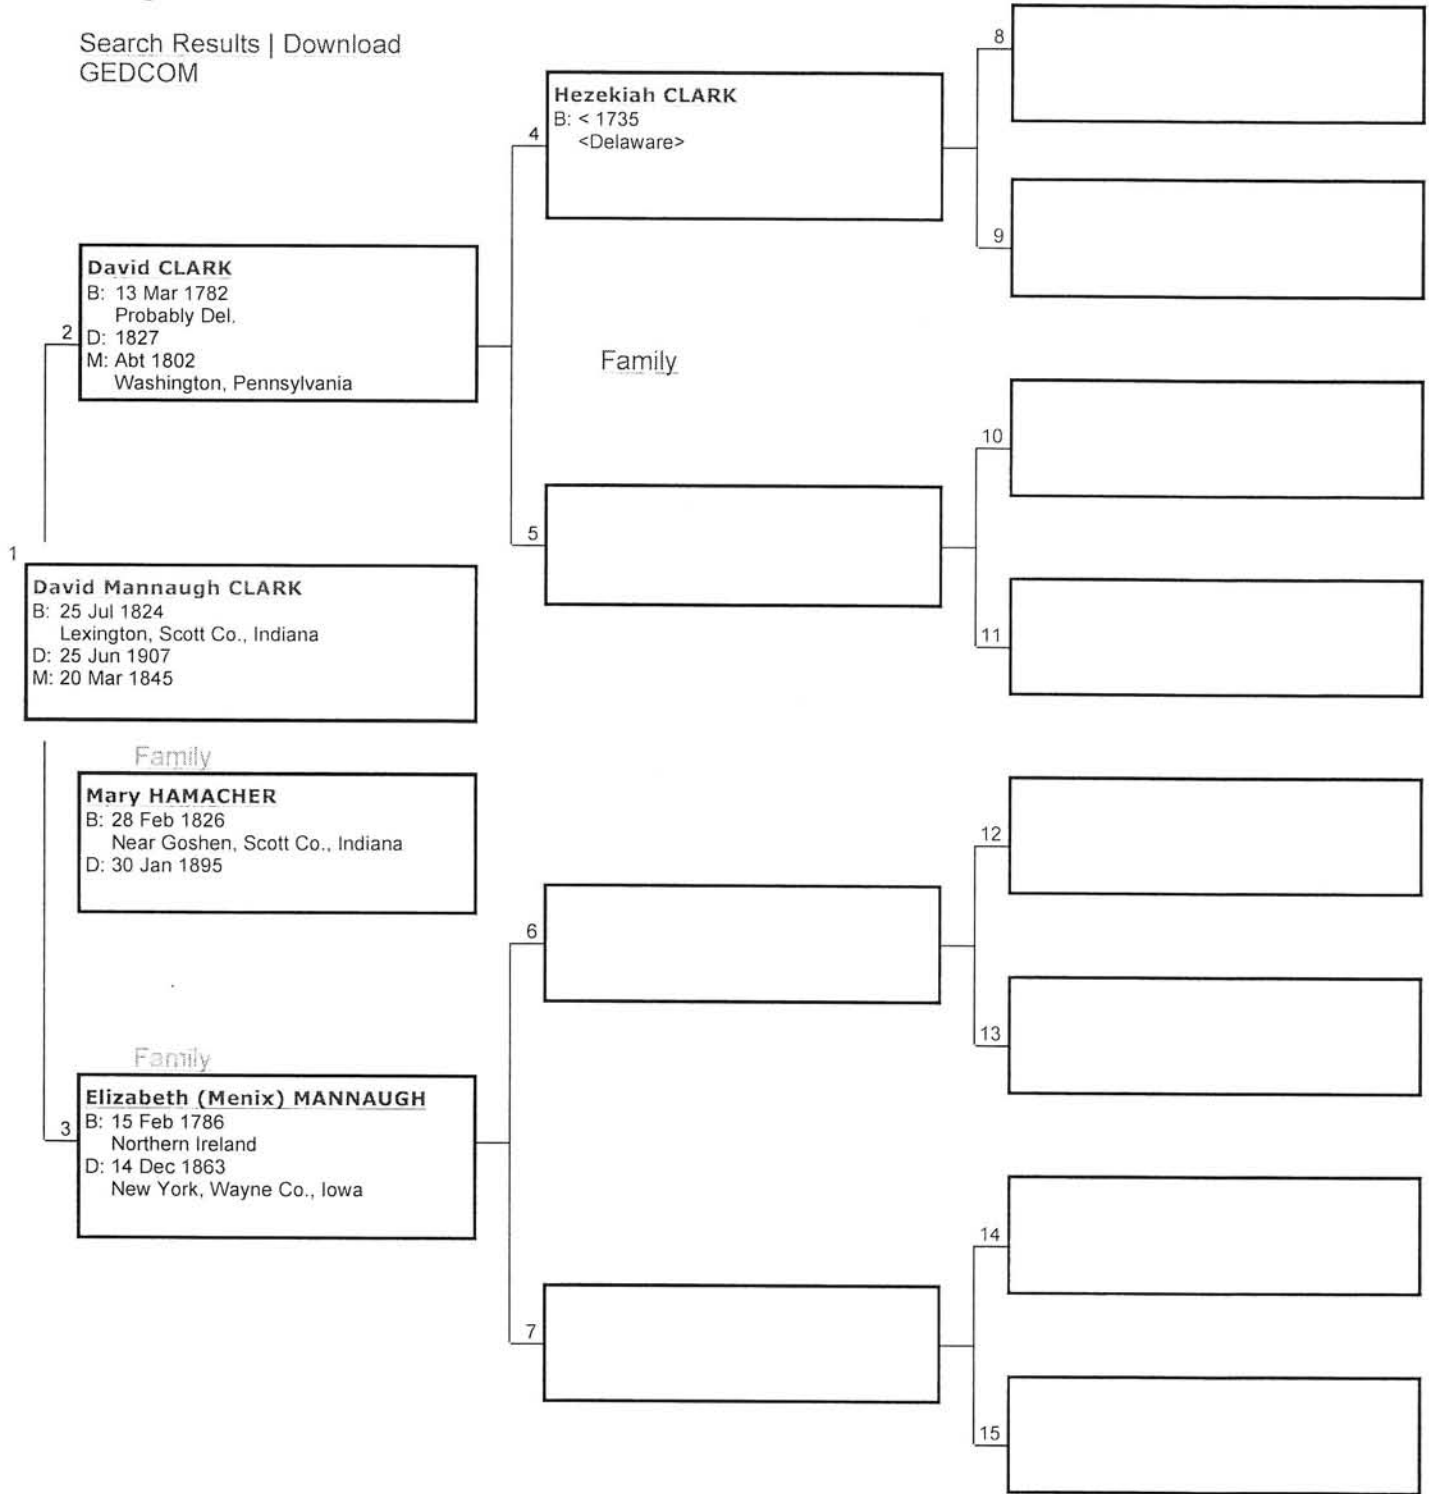 Search Results | Download
GEDCOM
8
Hezekiah CLARK
B: < 1735
<Delaware>
4
9
David CLARK
B: 13 Mar 1782
Probably Del.
D: 1827
M: Abt 1802
Washington, Pennsylvania
2
Family
10
5
11
1
David Mannaugh CLARK
B: 25 Jul 1824
Lexington, Scott Co., Indiana
D: 25 Jun 1907
M: 20 Mar 1845
Family
Mary HAMACHER
B: 28 Feb 1826
Near Goshen, Scott Co., Indiana
D: 30 Jan 1895
12
6
13
Family
Elizabeth (Menix) MANNAUGH
B: 15 Feb 1786
Northern Ireland
D: 14 Dec 1863
New York, Wayne Co., Iowa
3
14
7
15